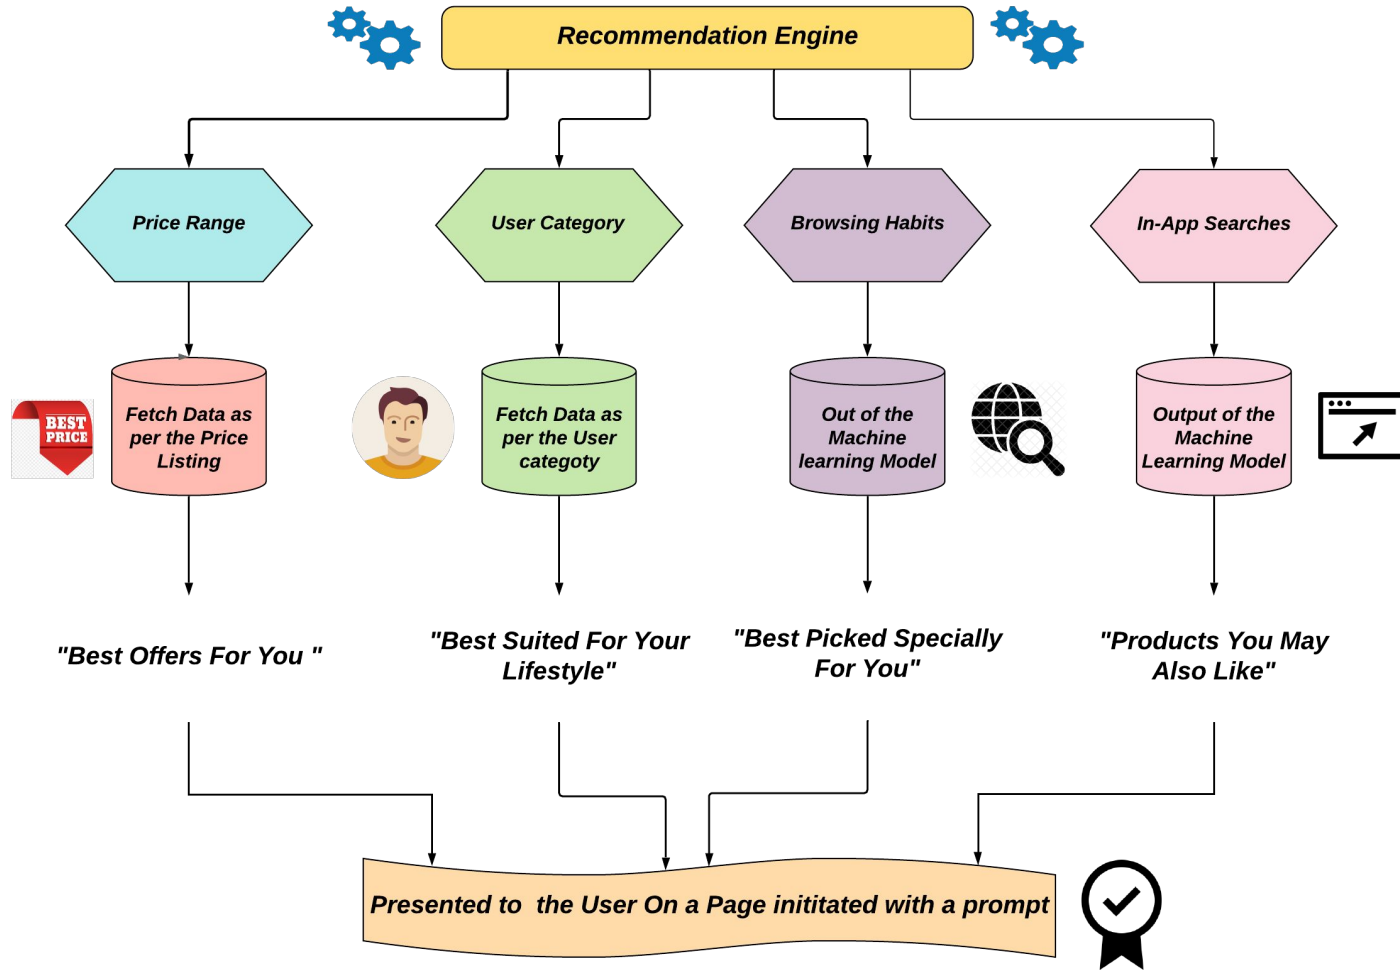 Recommendation Engine
Price Range
User Category
Browsing Habits
In-App Searches
BEST
PRICE
Fetch Data as
per the Price
Listing
Fetch Data as
per the User
categoty
Out of the
Machine
learning Model
Output of the
Machine
Learning Model
"Best Offers For You "
"Best Suited For Your
Lifestyle"
"Best Picked Specially
For You"
"Products You May
Also Like"
Presented to  the User On a Page inititated with a prompt